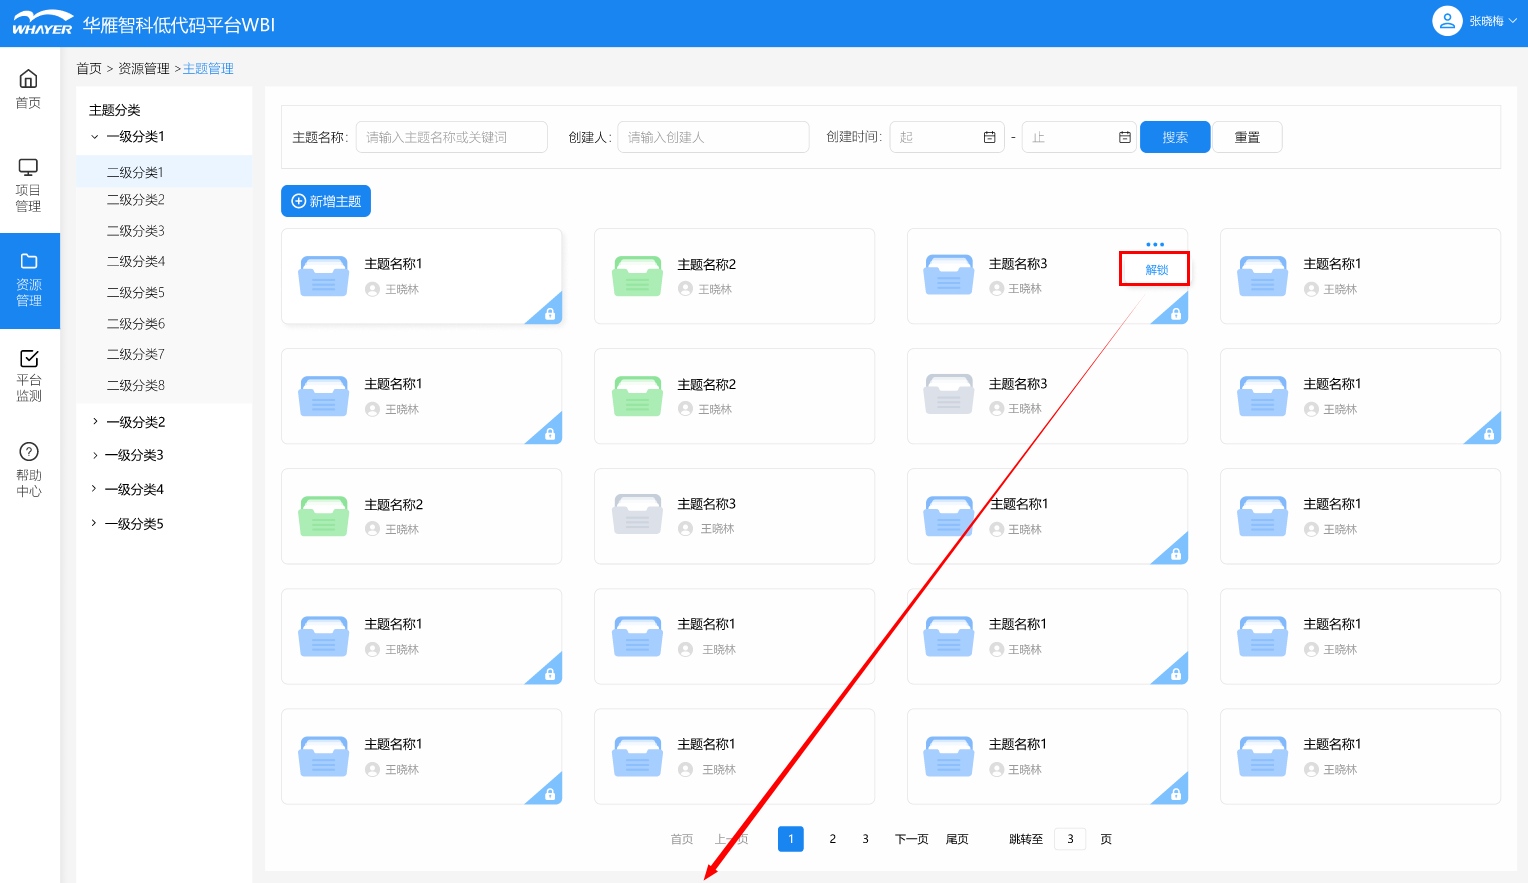 WHAYER 华雁智科低代码平台WBI
张晓梅
首页
项目
管理
资源
管理
平台
监测
帮助
中心
首页 > 资源管理 >主题管理
主题分类
一级分类1
二级分类1
二级分类2
二级分类3
二级分类4
二级分类5
二级分类6
二级分类7
二级分类8
一级分类2
一级分类3
一级分类4
一级分类5
主题名称: 请输入主题名称或关键词 创建人: 请输入创建人 创建时间: 起 - 止 搜索 重置
新增主题
主题名称1
王晓林
主题名称2
王晓林
主题名称3
王晓林
解锁
主题名称1
王晓林
主题名称1
王晓林
主题名称2
王晓林
主题名称3
王晓林
主题名称1
王晓林
主题名称2
王晓林
主题名称3
王晓林
主题名称1
王晓林
主题名称1
王晓林
主题名称1
王晓林
主题名称1
王晓林
主题名称1
王晓林
主题名称1
王晓林
主题名称1
王晓林
主题名称1
王晓林
主题名称1
王晓林
主题名称1
王晓林
首页 上一页 1 2 3 下一页 尾页 跳转至 3 页